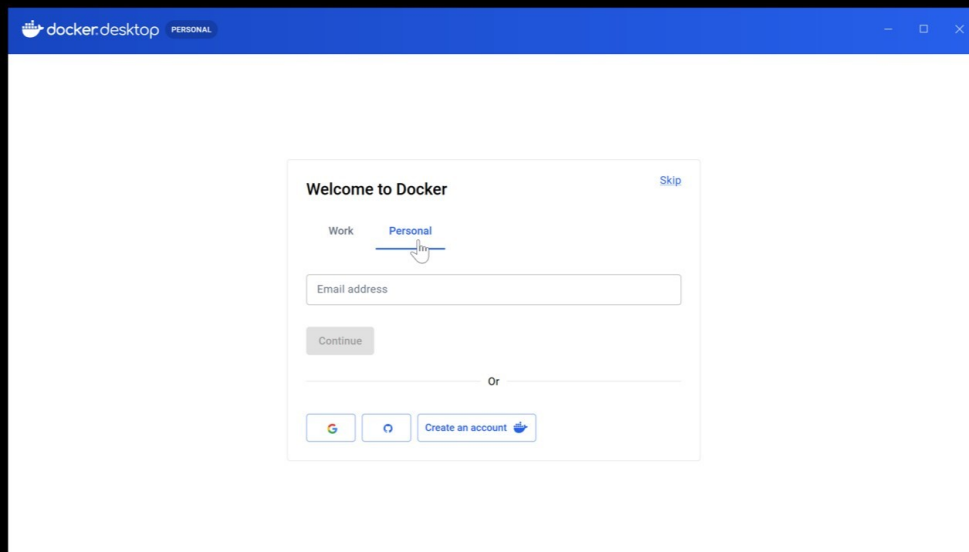 docker.desktop PERSONAL
Welcome to Docker
Skip
Work Personal
Email address
Continue
Or
Create an account